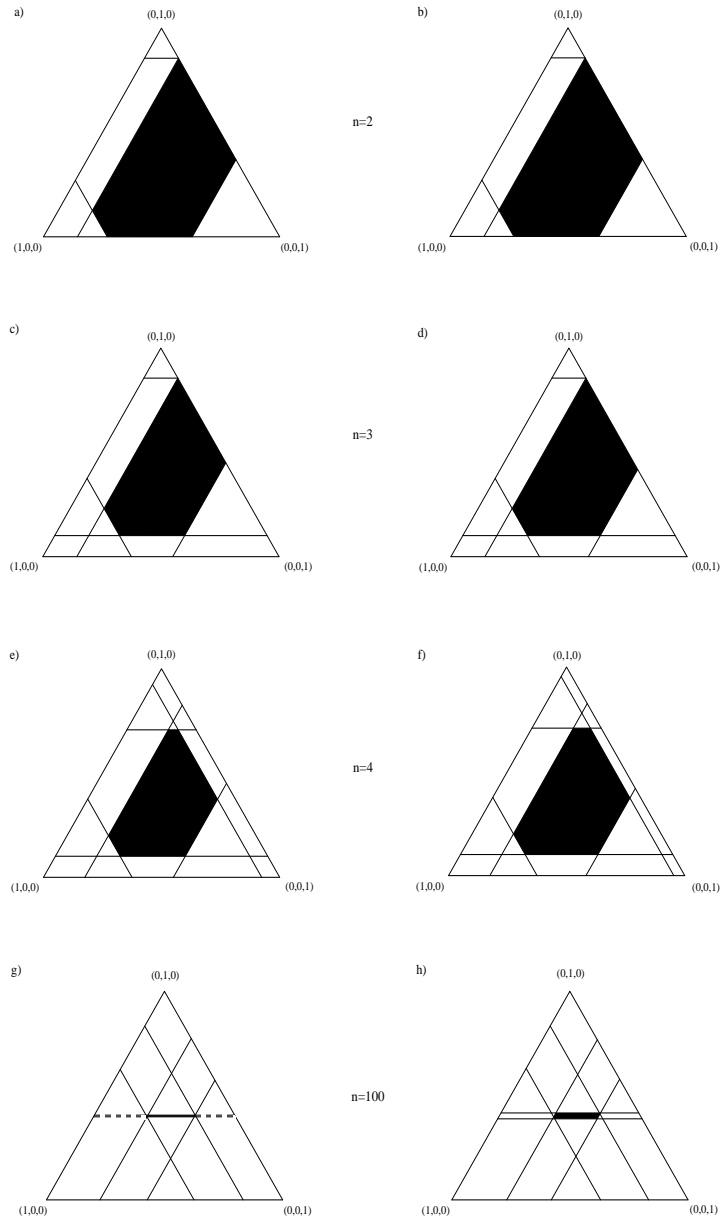 a)
(0,1,0)
b)
(0,1,0)
n=2
(1,0,0)
(0,0,1)
(1,0,0)
(0,0,1)
c)
(0,1,0)
d)
(0,1,0)
n=3
(1,0,0)
(0,0,1)
(1,0,0)
(0,0,1)
e)
(0,1,0)
f)
(0,1,0)
n=4
(1,0,0)
(0,0,1)
(1,0,0)
(0,0,1)
g)
(0,1,0)
h)
(0,1,0)
n=100
(1,0,0)
(0,0,1)
(1,0,0)
(0,0,1)